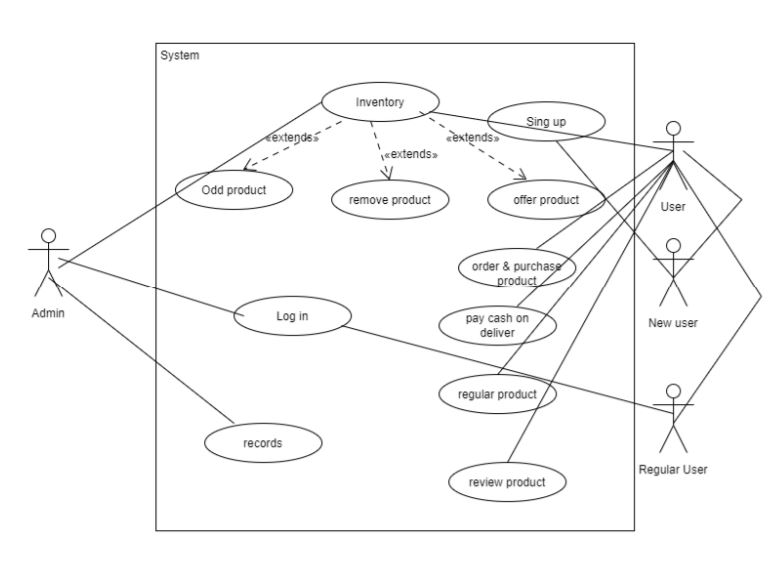 System
Inventory
Sing up
«extends»
«extends»
«extends»
Odd product
remove product
offer product
User
order & purchase
product
Admin
Log in
pay cash on
deliver
New user
regular product
records
Regular User
review product